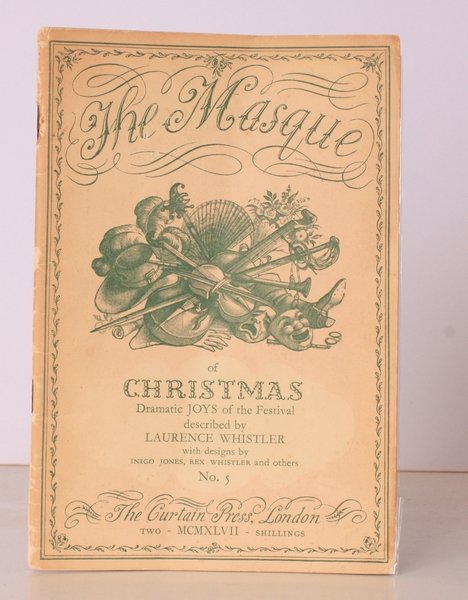 The Masque
of
CHRISTMAS
Dramatic JOYS of the Festival
described by
LAURENCE WHISTLER
with designs by
INIGO JONES, REX WHISTLER and others
No. 5
The Curtain Press, London
TWO - MCMXLVII - SHILLINGS